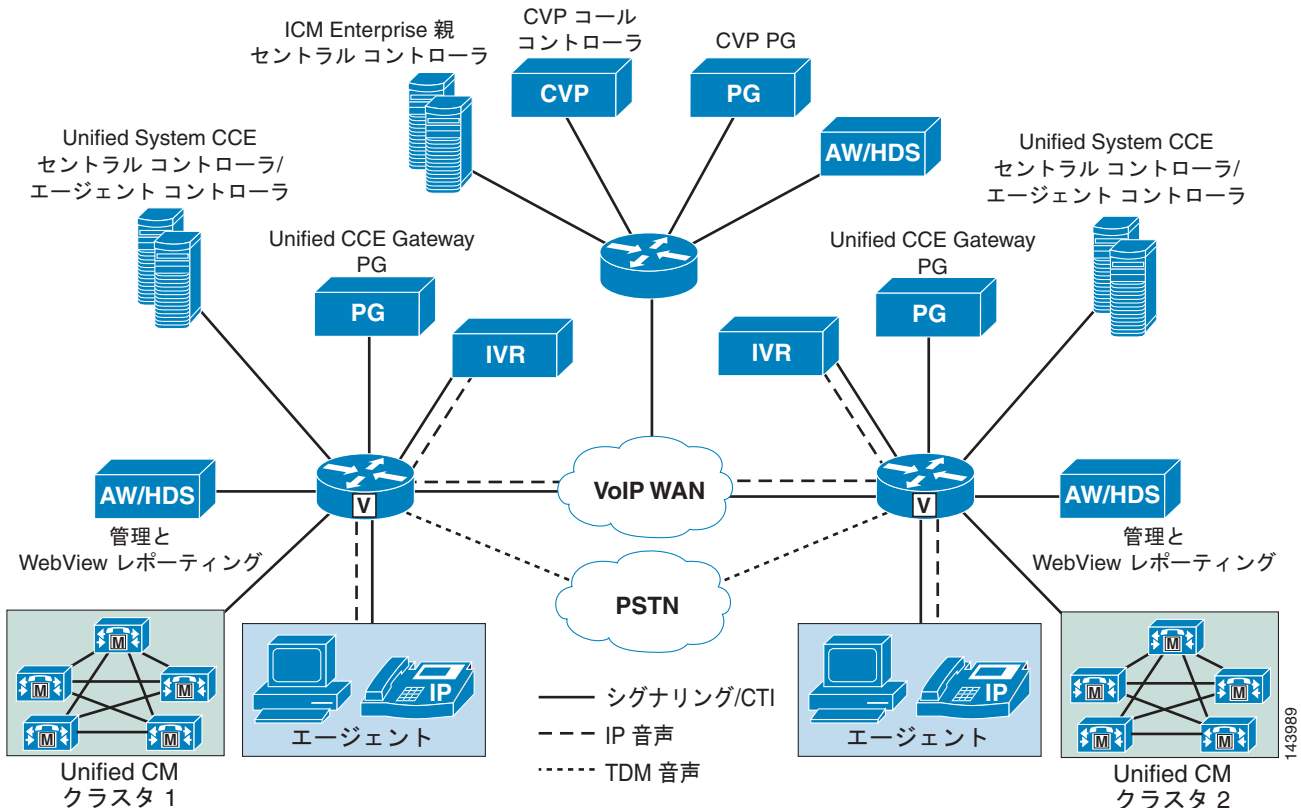 ICM Enterprise 親
セントラル コントローラ
CVP コール
コントローラ
CVP PG
CVP
PG
AW/HDS
Unified System CCE
セントラル コントローラ/
エージェント コントローラ
Unified System CCE
セントラル コントローラ/
エージェント コントローラ
Unified CCE Gateway
PG
PG
IVR
Unified CCE Gateway
PG
PG
IVR
AW/HDS
管理と
WebView レポーティング
V
VoIP WAN
V
AW/HDS
管理と
WebView レポーティング
PSTN
M
M
M
M
M
Unified CM
クラスタ 1
IP
エージェント
シグナリング/CTI
IP 音声
TDM 音声
IP
エージェント
M
M
M
M
M
Unified CM
クラスタ 2
143989